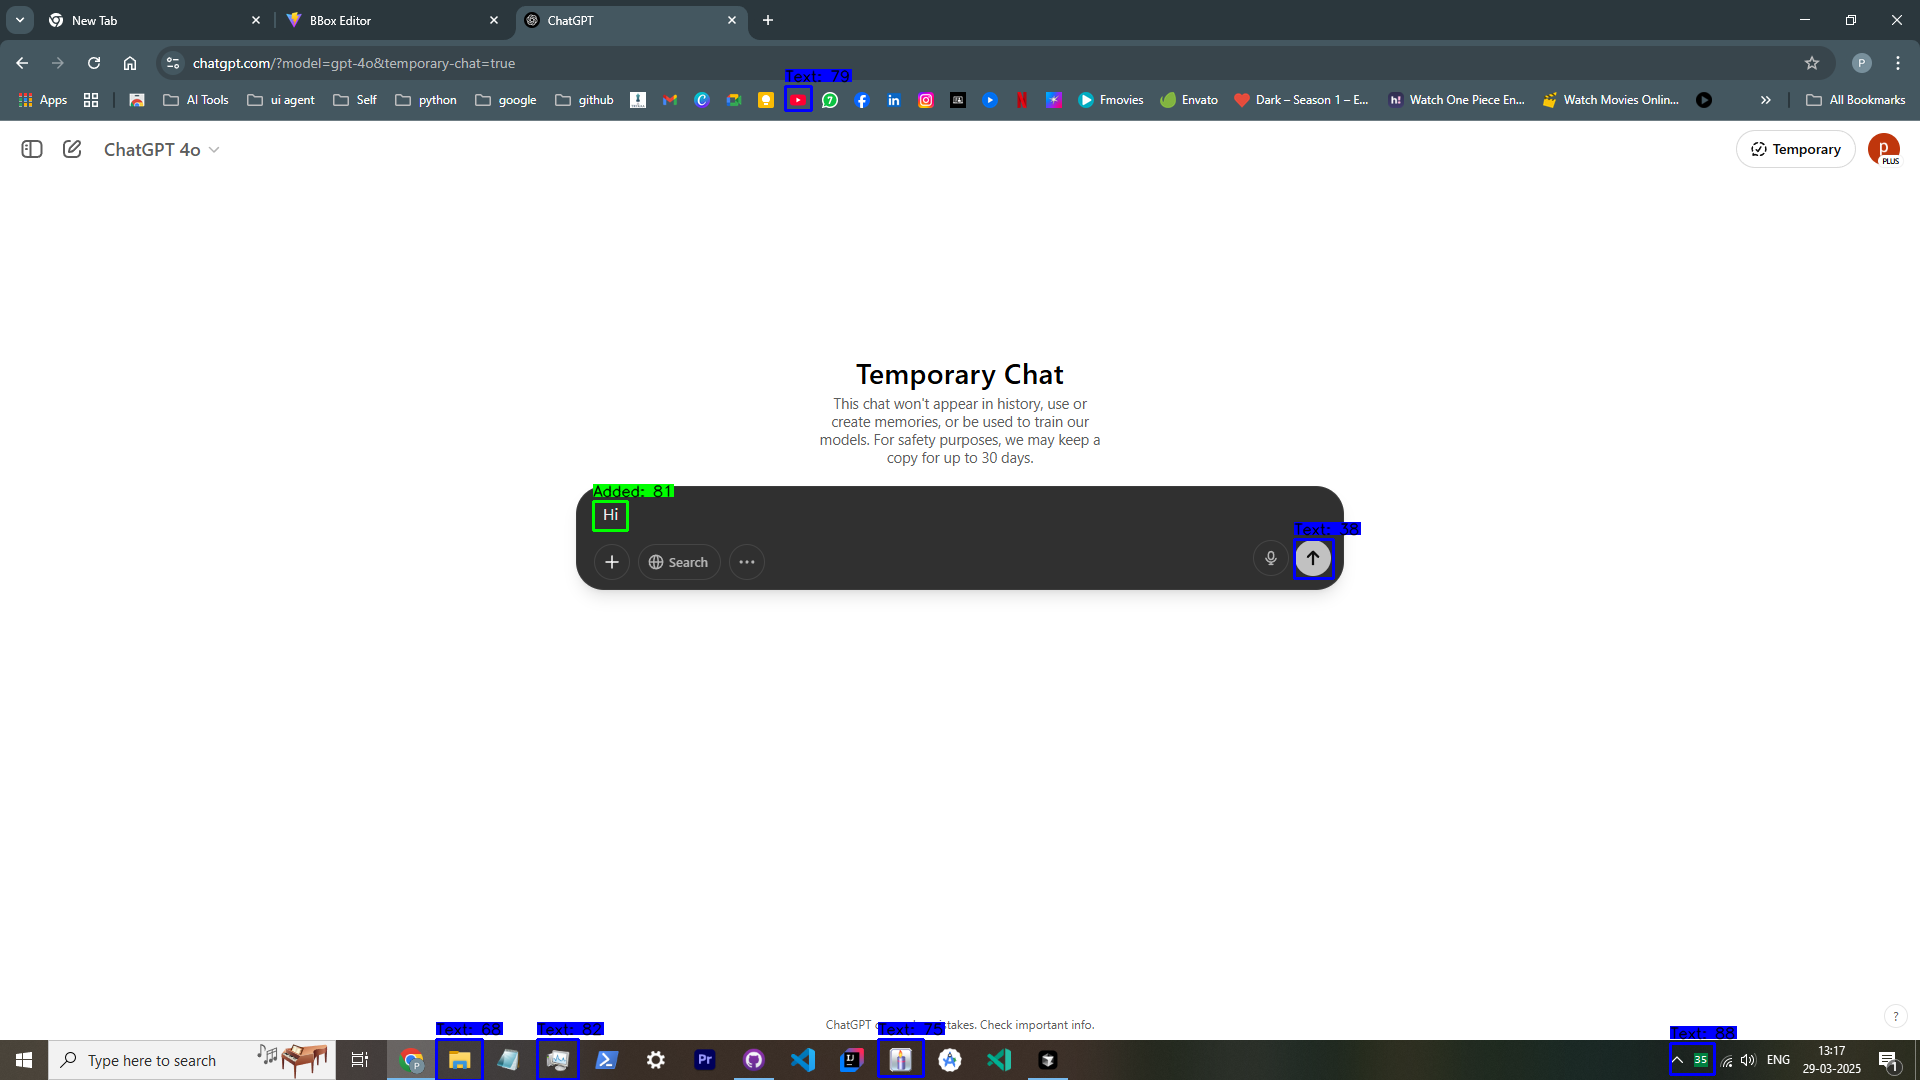 New Tab
BBox Editor
ChatGPT
chatgpt.com/?model=gpt-4o&temporary-chat=true
P
Text: 79
Apps
AI Tools
ui agent
Self
python
google
github
Fmovies
Envato
Dark – Season 1 – E...
h!
Watch One Piece En...
Watch Movies Onlin...
All Bookmarks
ChatGPT 4o
Temporary
p
PLUS
Temporary Chat
This chat won't appear in history, use or
create memories, or be used to train our
models. For safety purposes, we may keep a
copy for up to 30 days.
Added: 81
Hi
Text: 38
Search
ChatGPT
Check important info.
?
Text: 68
Text: 82
Text: 75
Text: 88
Type here to search
Pr
IJ
35
ENG
13:17
29-03-2025
1